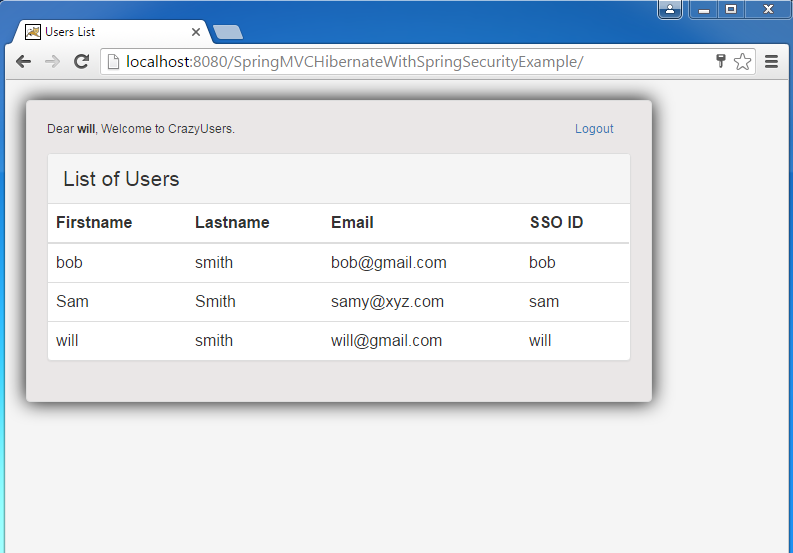 Users List
localhost:8080/SpringMVCHibernateWithSpringSecurityExample/
Dear will, Welcome to CrazyUsers. Logout
List of Users
Firstname Lastname Email SSO ID
bob smith bob@gmail.com bob
Sam Smith samy@xyz.com sam
will smith will@gmail.com will